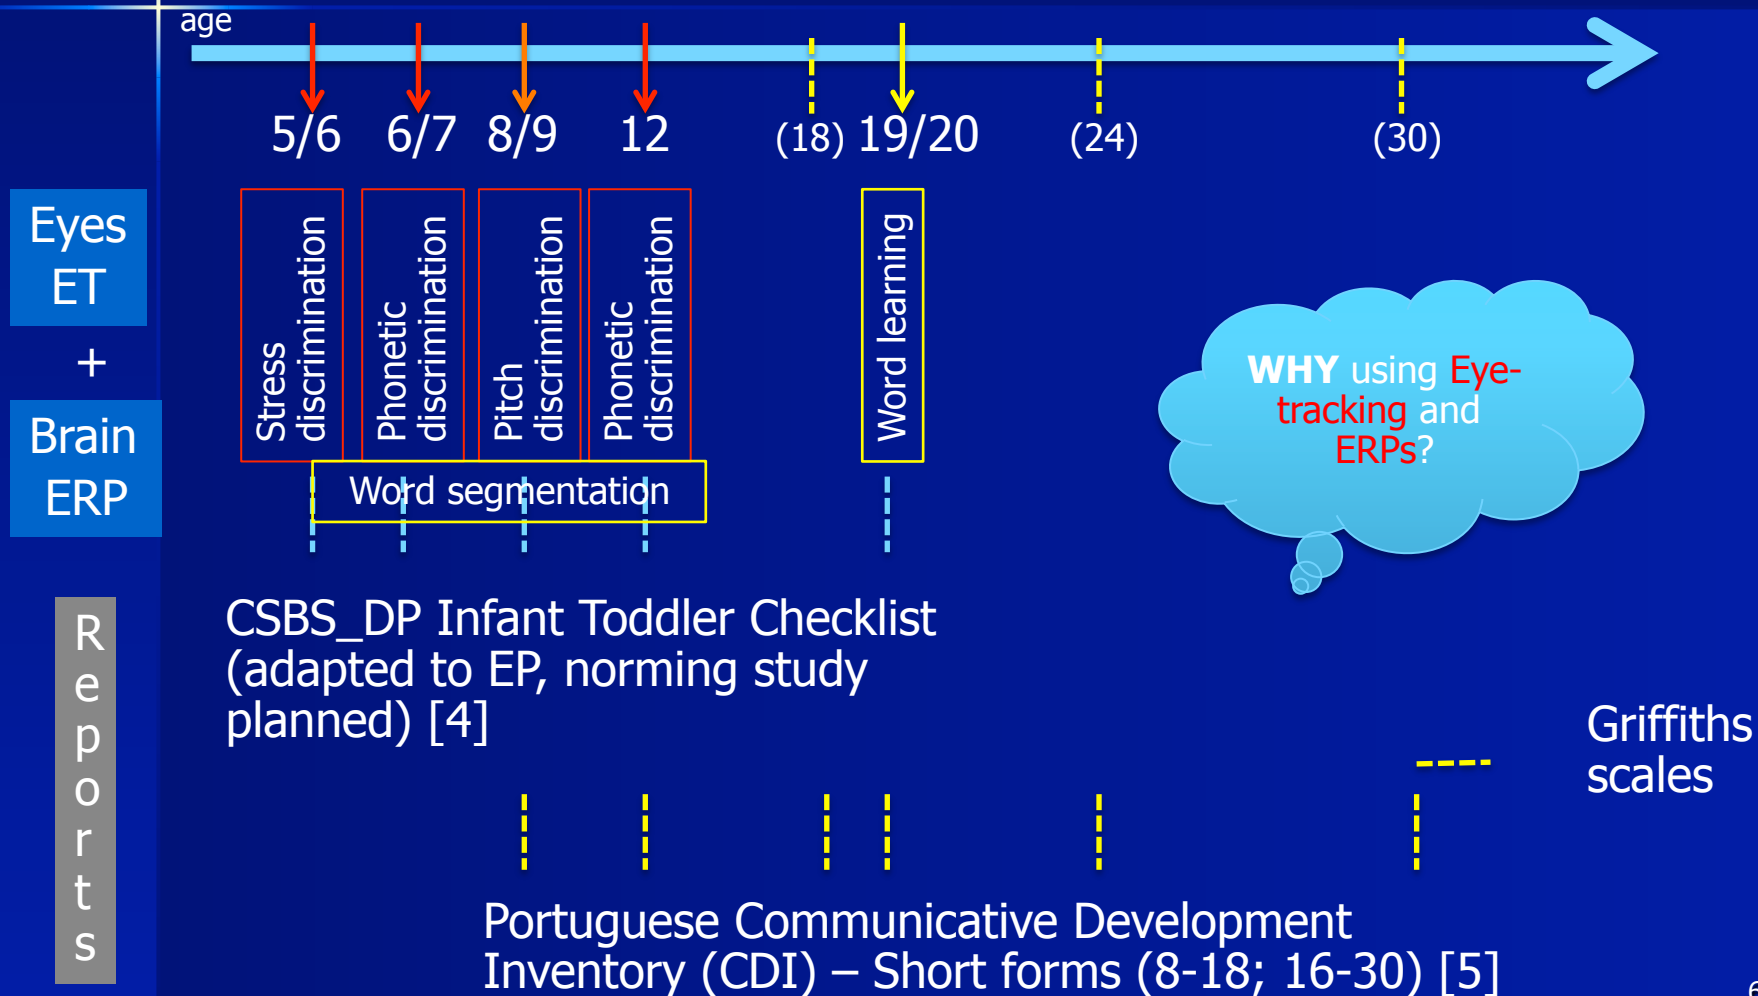 age
5/6 6/7 8/9 12 (18) 19/20 (24) (30)
Eyes
ET
+
Brain
ERP
Stress
discrimination
Phonetic
discrimination
Pitch
discrimination
Phonetic
discrimination
Word learning
Word segmentation
WHY using Eye-
tracking and
ERPs?
R
e
p
o
r
t
s
CSBS_DP Infant Toddler Checklist
(adapted to EP, norming study
planned) [4]
Griffiths
scales
Portuguese Communicative Development
Inventory (CDI) – Short forms (8-18; 16-30) [5]